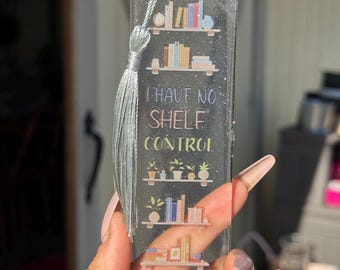 I HAVE NO
SHELF
CONTROL